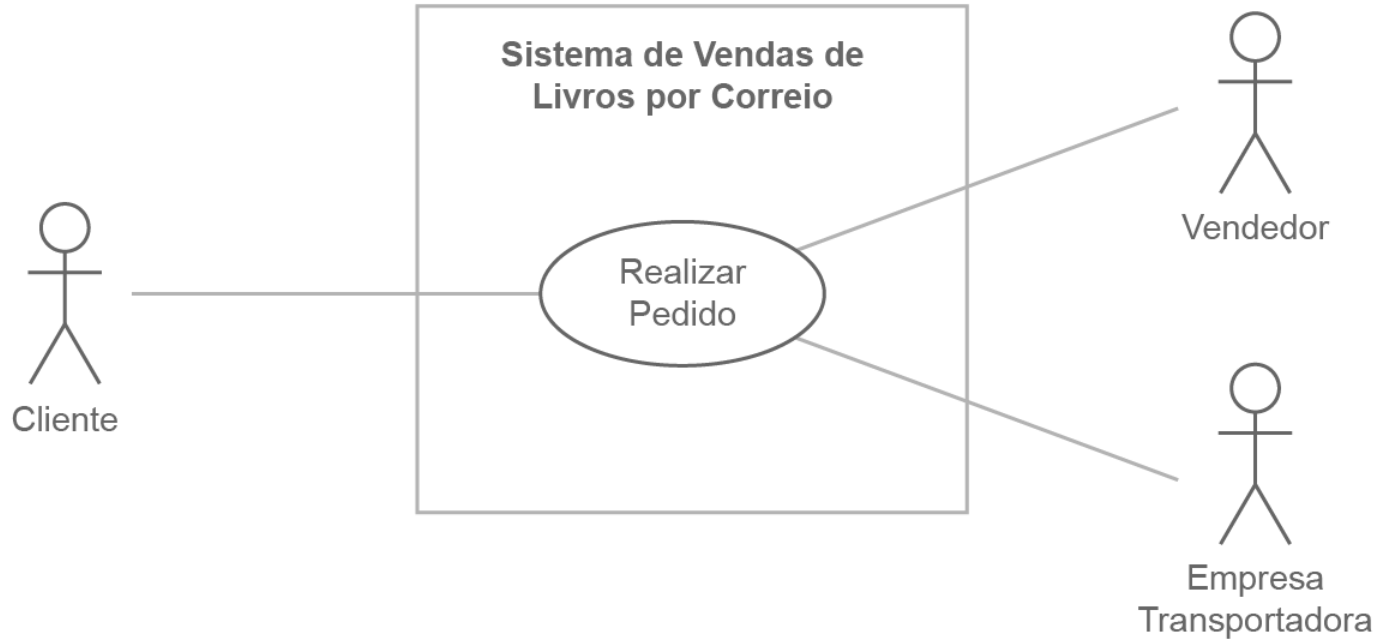 Sistema de Vendas de
Livros por Correio
Vendedor
Realizar
Pedido
Cliente
Empresa
Transportadora